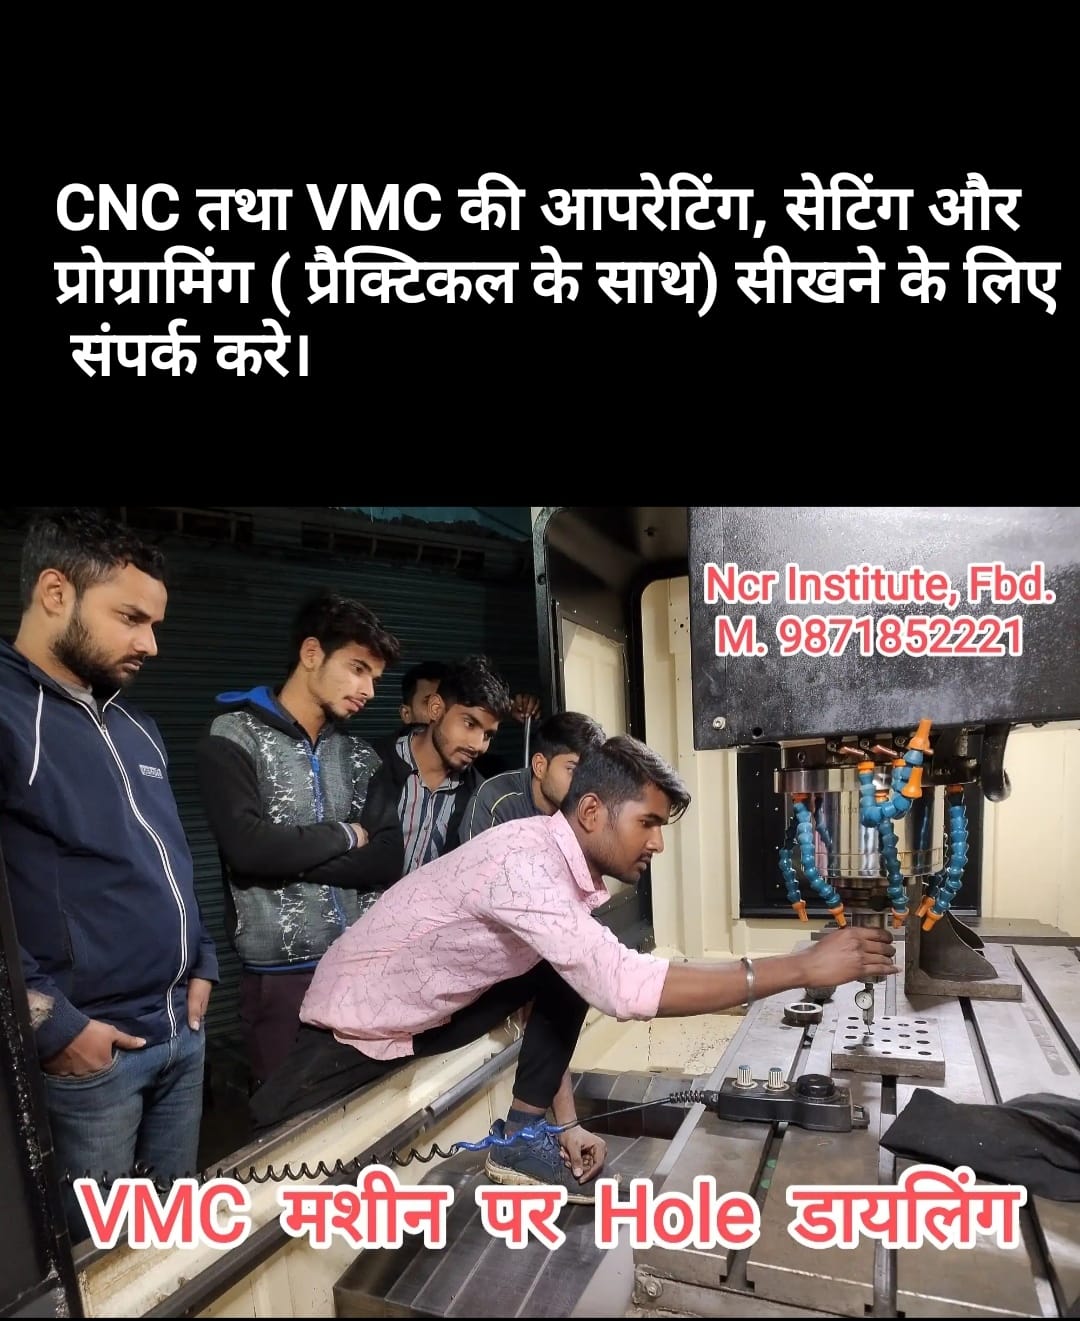 CNC तथा VMC की आपरेटिंग, सेटिंग और
प्रोग्रामिंग ( प्रैक्टिकल के साथ) सीखने के लिए
संपर्क करे।
Ncr Institute, Fbd.
M. 9871852221
VMC मशीन पर Hole डायलिंग